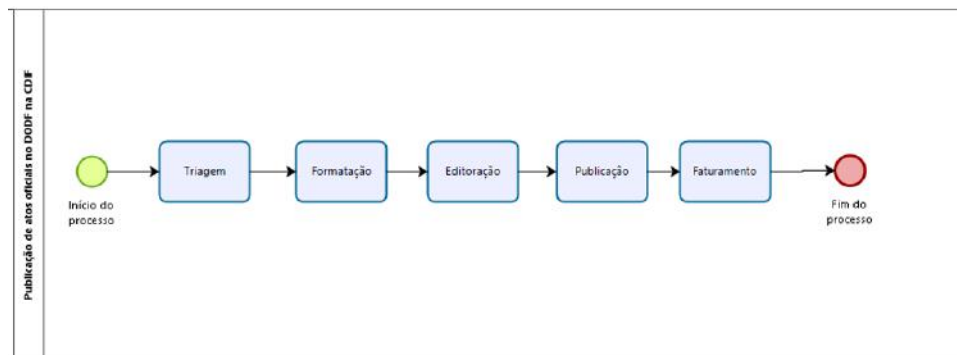 Publicação de atos oficiais no DODF na CDIF
Triagem
Formatação
Editoração
Publicação
Faturamento
Início do
processo
Fim do
processo